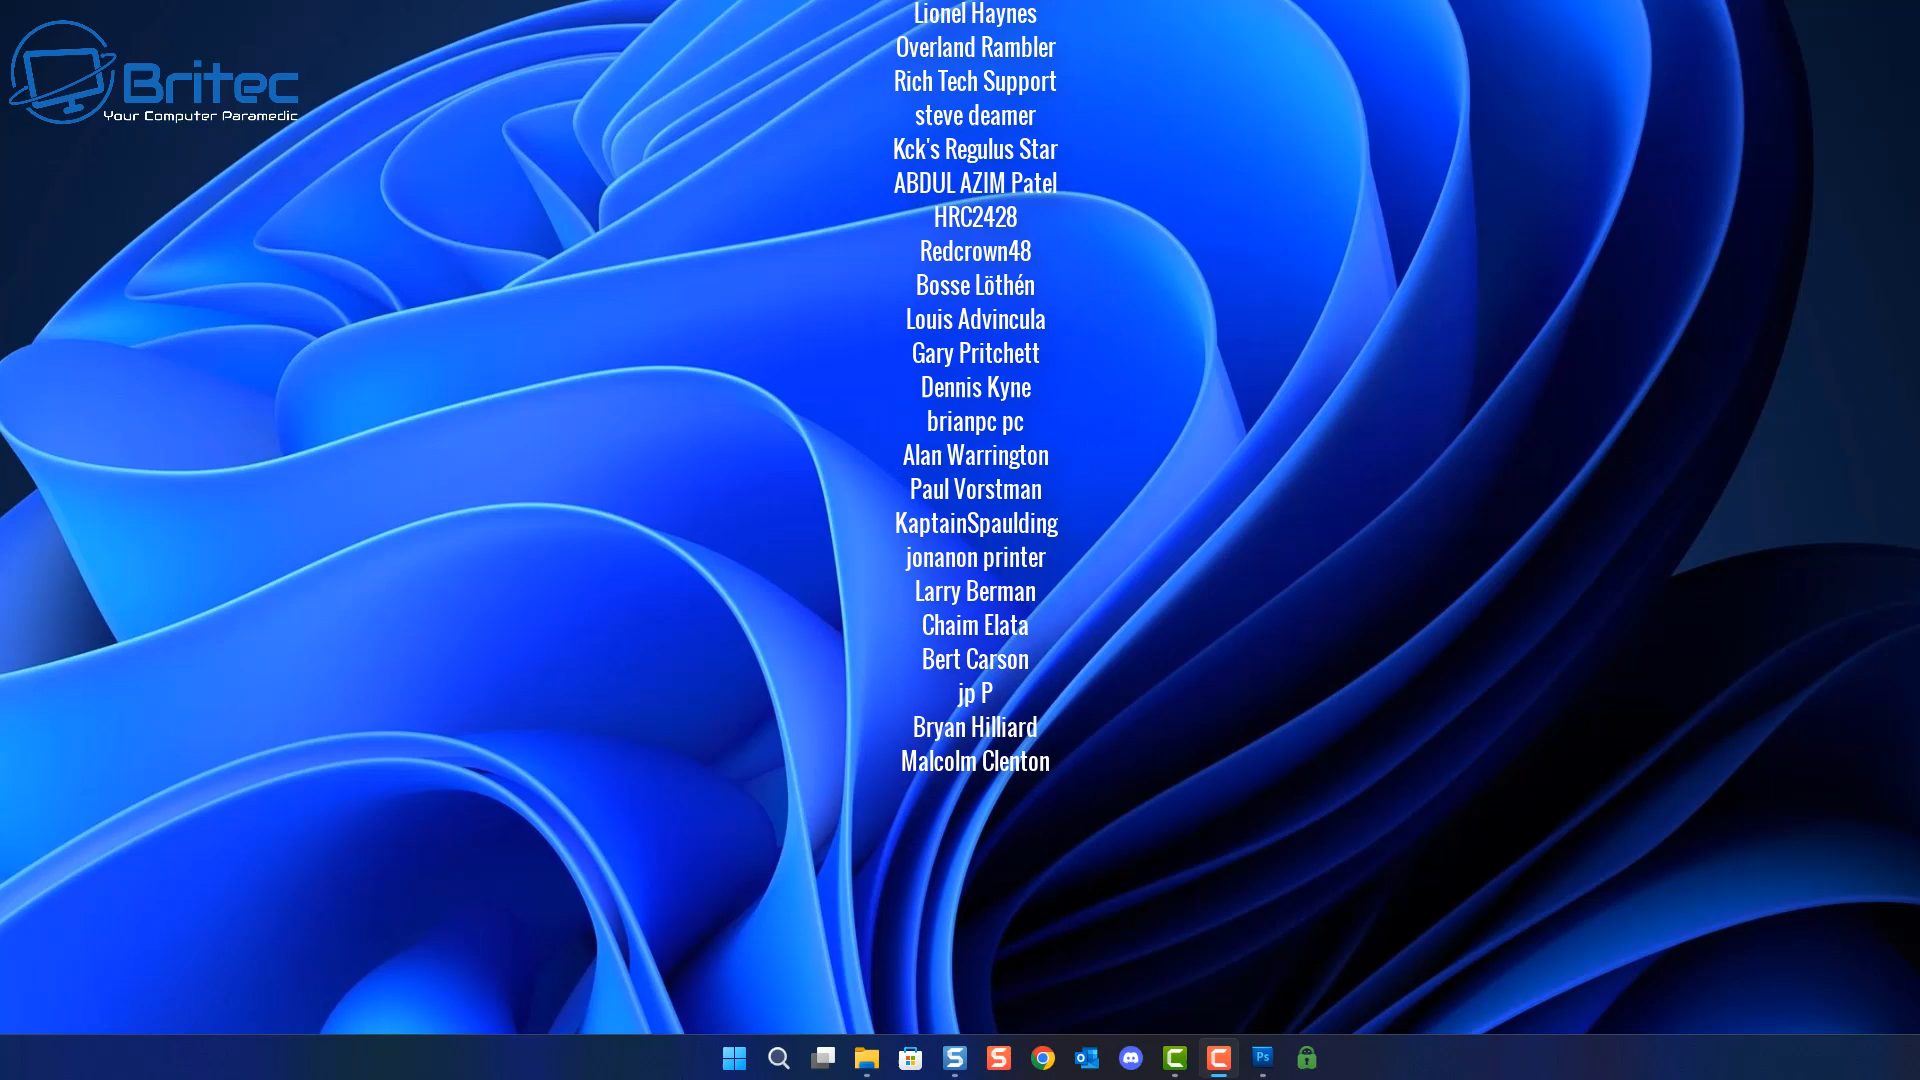 Britec
Your Computer Paramedic
Lionel Haynes
Overland Rambler
Rich Tech Support
steve deamer
Kck's Regulus Star
ABDUL AZIM Patel
HRC2428
Redcrown48
Bosse Löthén
Louis Advincula
Gary Pritchett
Dennis Kyne
brianpc pc
Alan Warrington
Paul Vorstman
KaptainSpaulding
jonanon printer
Larry Berman
Chaim Elata
Bert Carson
jp P
Bryan Hilliard
Malcolm Clenton
Ps